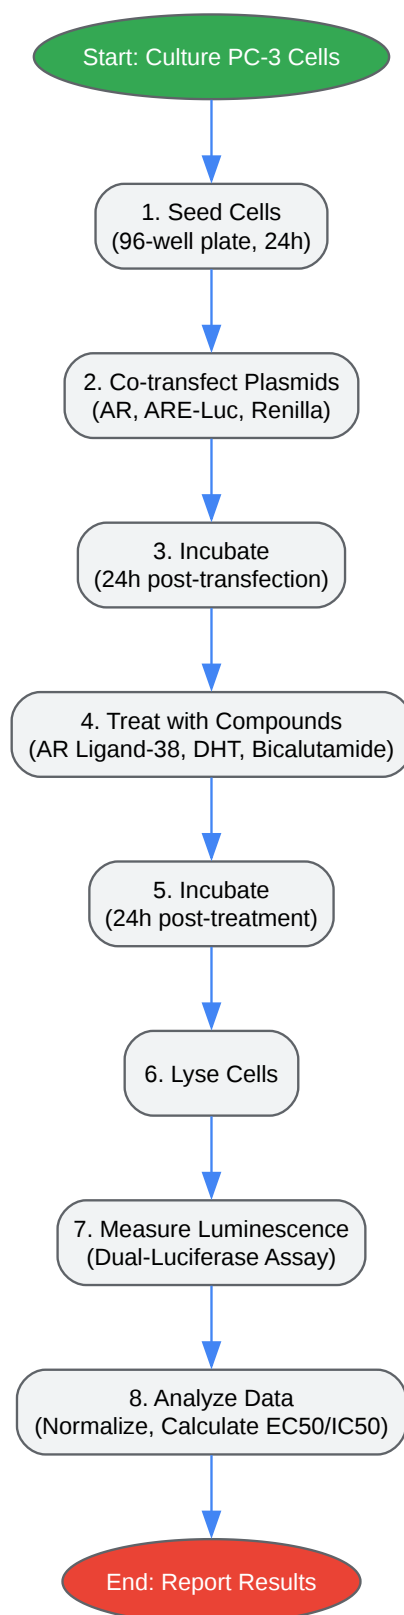 Start: Culture PC-3 Cells
1. Seed Cells
(96-well plate, 24h)
2. Co-transfect Plasmids
(AR, ARE-Luc, Renilla)
3. Incubate
(24h post-transfection)
4. Treat with Compounds
(AR Ligand-38, DHT, Bicalutamide)
5. Incubate
(24h post-treatment)
6. Lyse Cells
7. Measure Luminescence
(Dual-Luciferase Assay)
8. Analyze Data
(Normalize, Calculate EC50/IC50)
End: Report Results